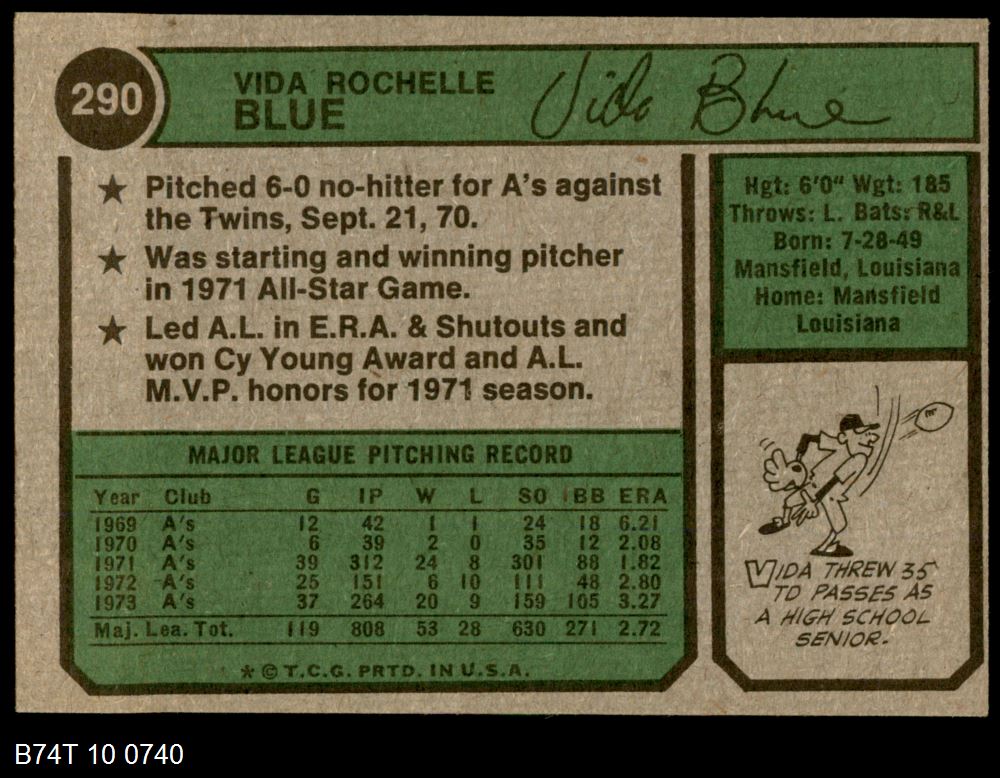 290
VIDA ROCHELLE
BLUE
Vida Blue
★ Pitched 6-0 no-hitter for A's against
the Twins, Sept. 21, 70.
★ Was starting and winning pitcher
in 1971 All-Star Game.
★ Led A.L. in E.R.A. & Shutouts and
won Cy Young Award and A.L.
M.V.P. honors for 1971 season.
Hgt: 6'0" Wgt: 185
Throws: L. Bats: R&L
Born: 7-28-49
Mansfield, Louisiana
Home: Mansfield
Louisiana
MAJOR LEAGUE PITCHING RECORD
Year Club G IP W L SO BB ERA
1969 A's 12 42 1 1 24 18 6.21
1970 A's 6 39 2 0 35 12 2.08
1971 A's 39 312 24 8 301 88 1.82
1972 A's 25 151 6 10 111 48 2.80
1973 A's 37 264 20 9 159 105 3.27
Maj. Lea. Tot. 119 808 53 28 630 271 2.72
* © T.C.G. PRTD. IN U.S.A.
VIDA THREW 35
TD PASSES AS
A HIGH SCHOOL
SENIOR.
B74T 10 0740